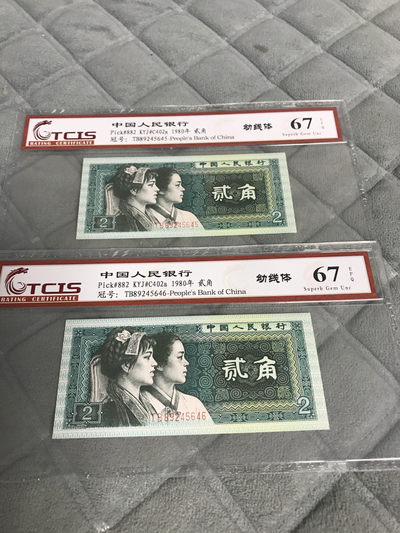 TCIS
RATING CERTIFICATE
中国人民银行
Pick#882 KYJ#C402a 1980年 贰角
冠号: TB89245645-People's Bank of China
幼线体
67 EPQ
Superb Gem Unc
中国人民银行
贰角
TB89245645
2
2
TCIS
RATING CERTIFICATE
中国人民银行
Pick#882 KYJ#C402a 1980年 贰角
冠号: TB89245646-People's Bank of China
幼线体
67 EPQ
Superb Gem Unc
中国人民银行
贰角
TB89245646
2
2